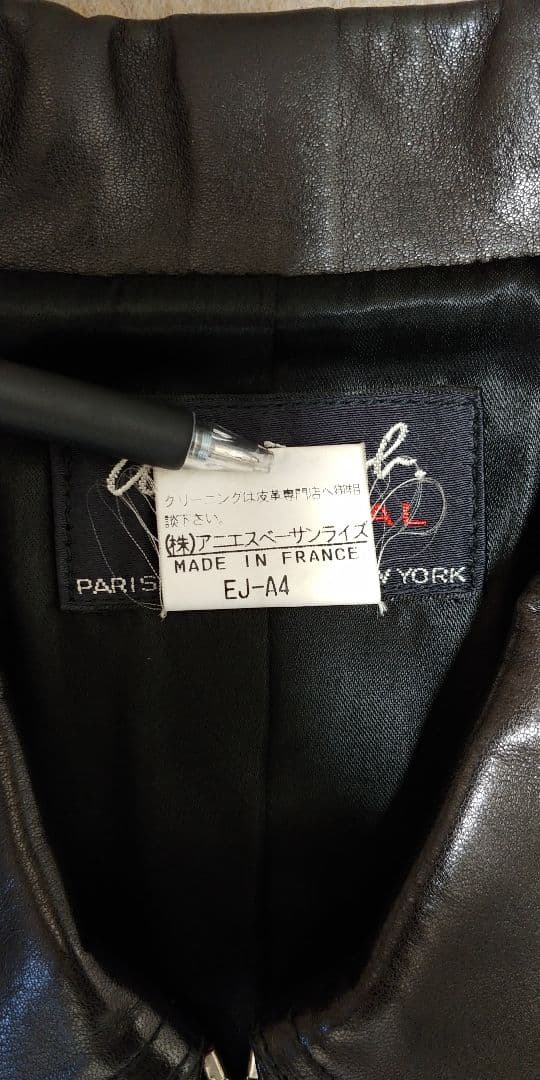 クリーニングは皮革専門店へ御相
談下さい。
(株)アニエスベーサンライズ
MADE IN FRANCE
EJ-A4
AL
PARIS
YORK